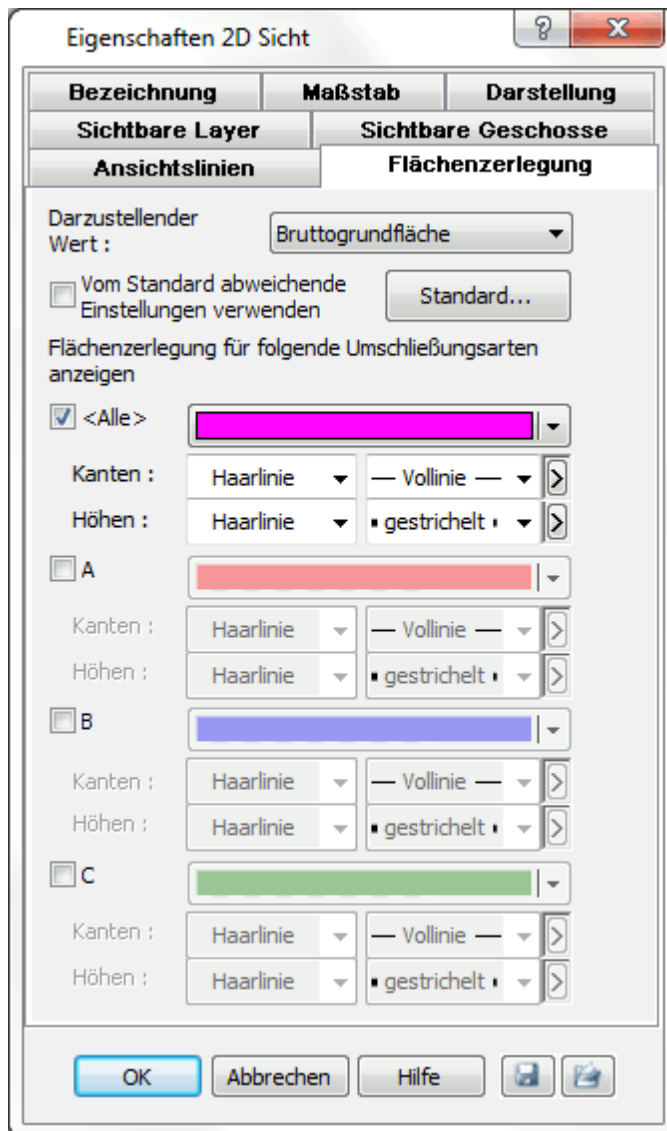 Eigenschaften 2D Sicht
?
Bezeichnung Maßstab Darstellung
Sichtbare Layer Sichtbare Geschosse
Ansichtslinien Flächenzerlegung
Darzustellender
Wert :
Bruttogrundfläche
Vom Standard abweichende
Einstellungen verwenden
Standard...
Flächenzerlegung für folgende Umschließungsarten
anzeigen
<Alle>
Kanten : Haarlinie Vollinie >
Höhen : Haarlinie gestrichelt >
A
Kanten : Haarlinie Vollinie >
Höhen : Haarlinie gestrichelt >
B
Kanten : Haarlinie Vollinie >
Höhen : Haarlinie gestrichelt >
C
Kanten : Haarlinie Vollinie >
Höhen : Haarlinie gestrichelt >
OK Abbrechen Hilfe